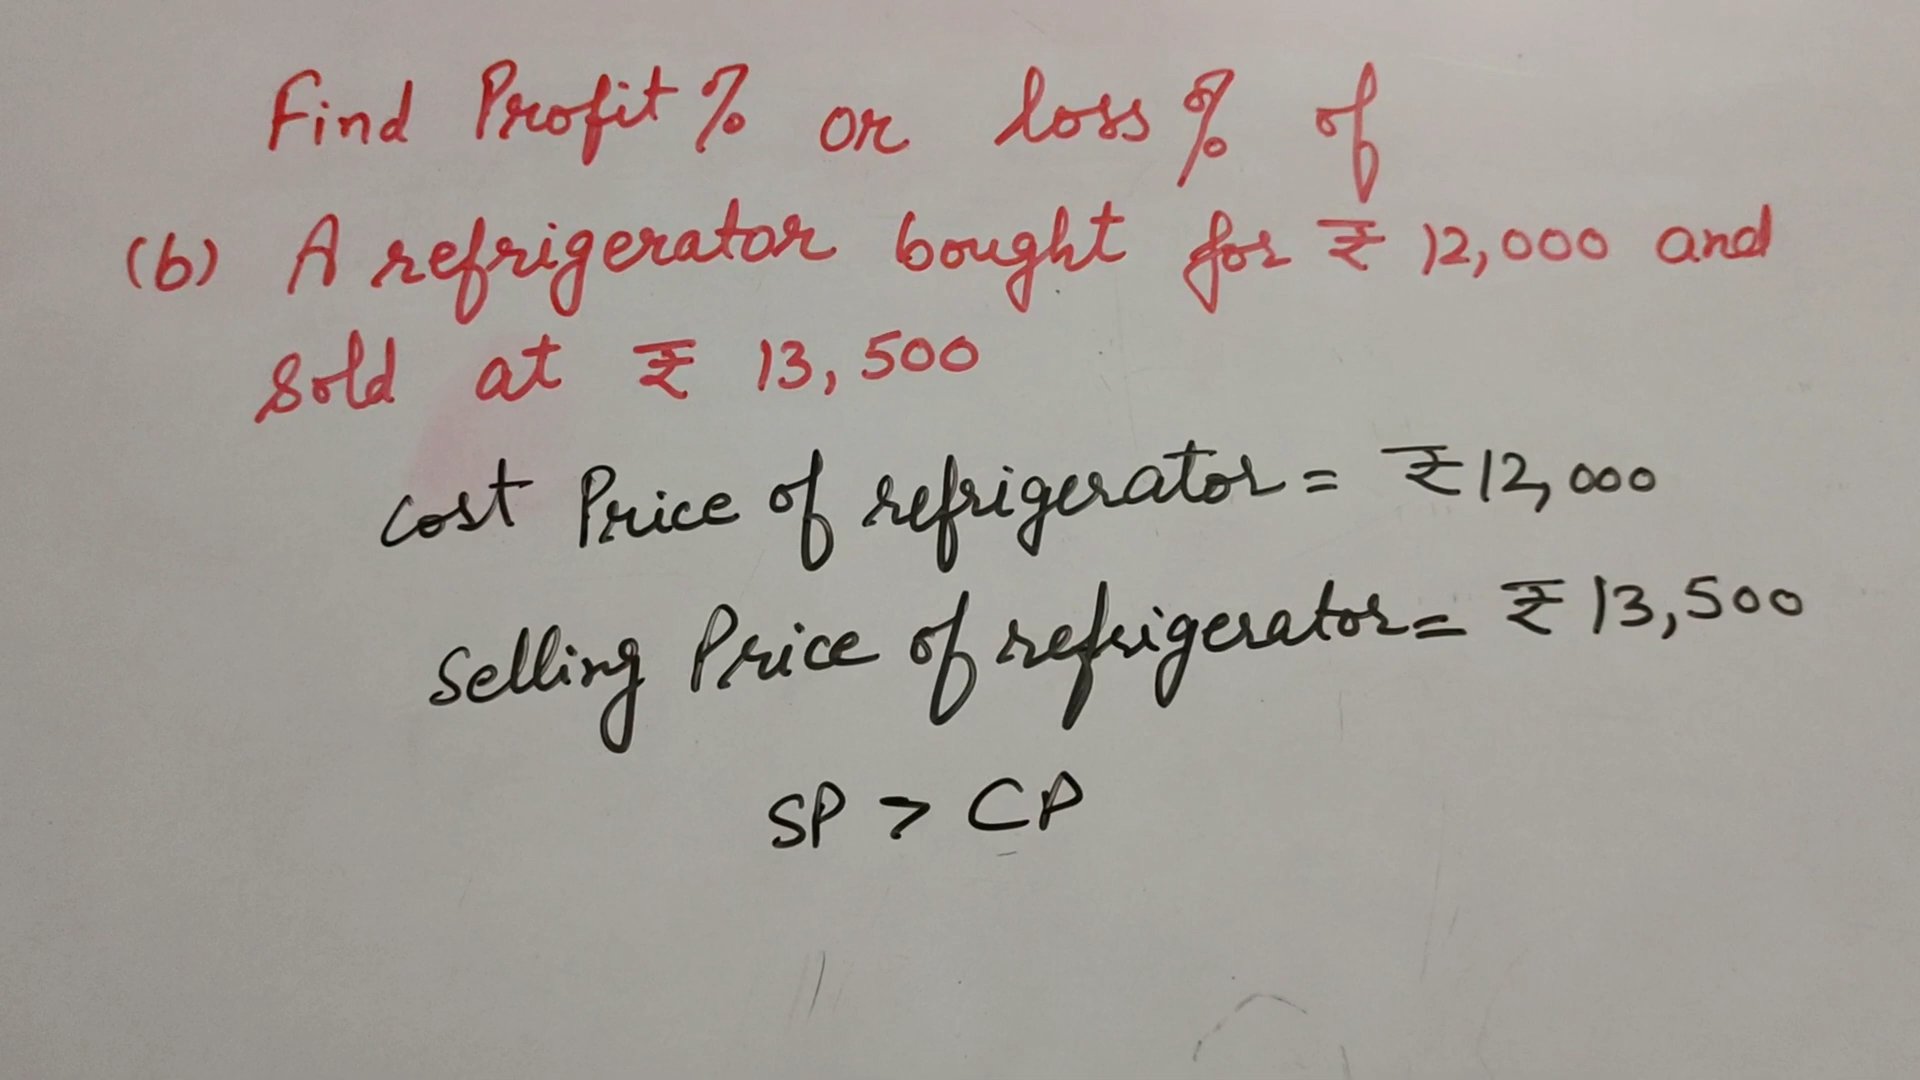 Find Profit % or loss % of
(b) A refrigerator bought for ₹ 12,000 and
sold at ₹ 13,500
Cost Price of refrigerator = ₹12,000
Selling Price of refrigerator = ₹ 13,500
SP > CP